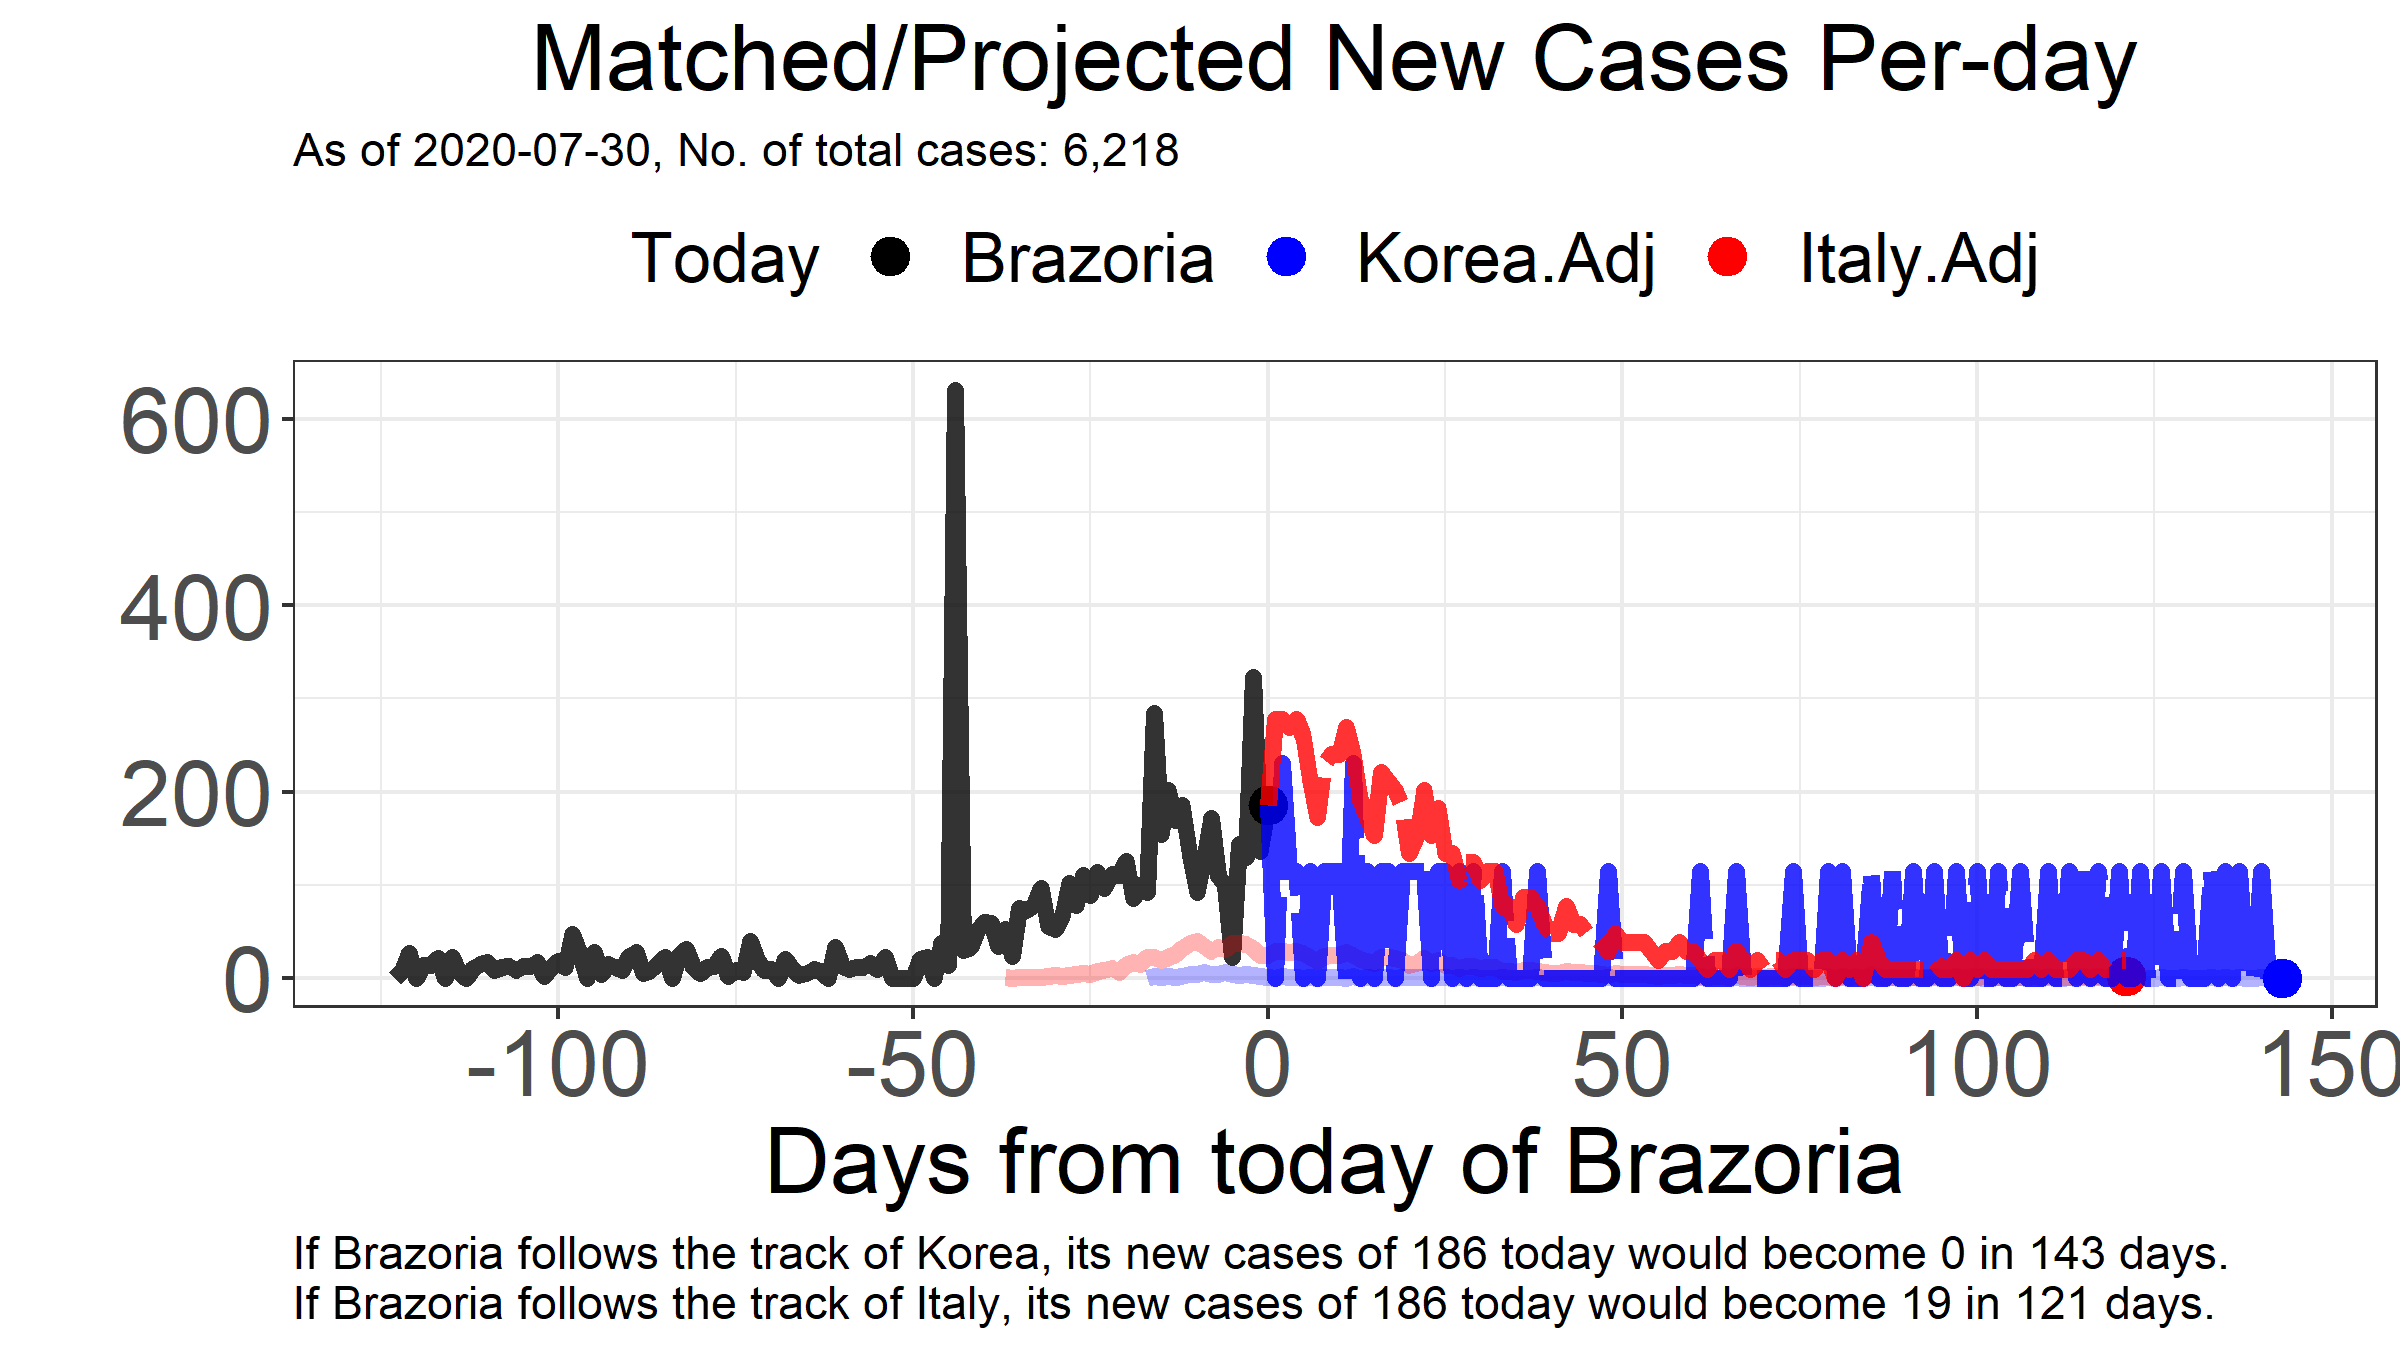 Matched/Projected New Cases Per-day
As of 2020-07-30, No. of total cases: 6,218
Today Brazoria Korea.Adj Italy.Adj
600
400
200
0
-100 -50 0 50 100 150
Days from today of Brazoria
If Brazoria follows the track of Korea, its new cases of 186 today would become 0 in 143 days.
If Brazoria follows the track of Italy, its new cases of 186 today would become 19 in 121 days.